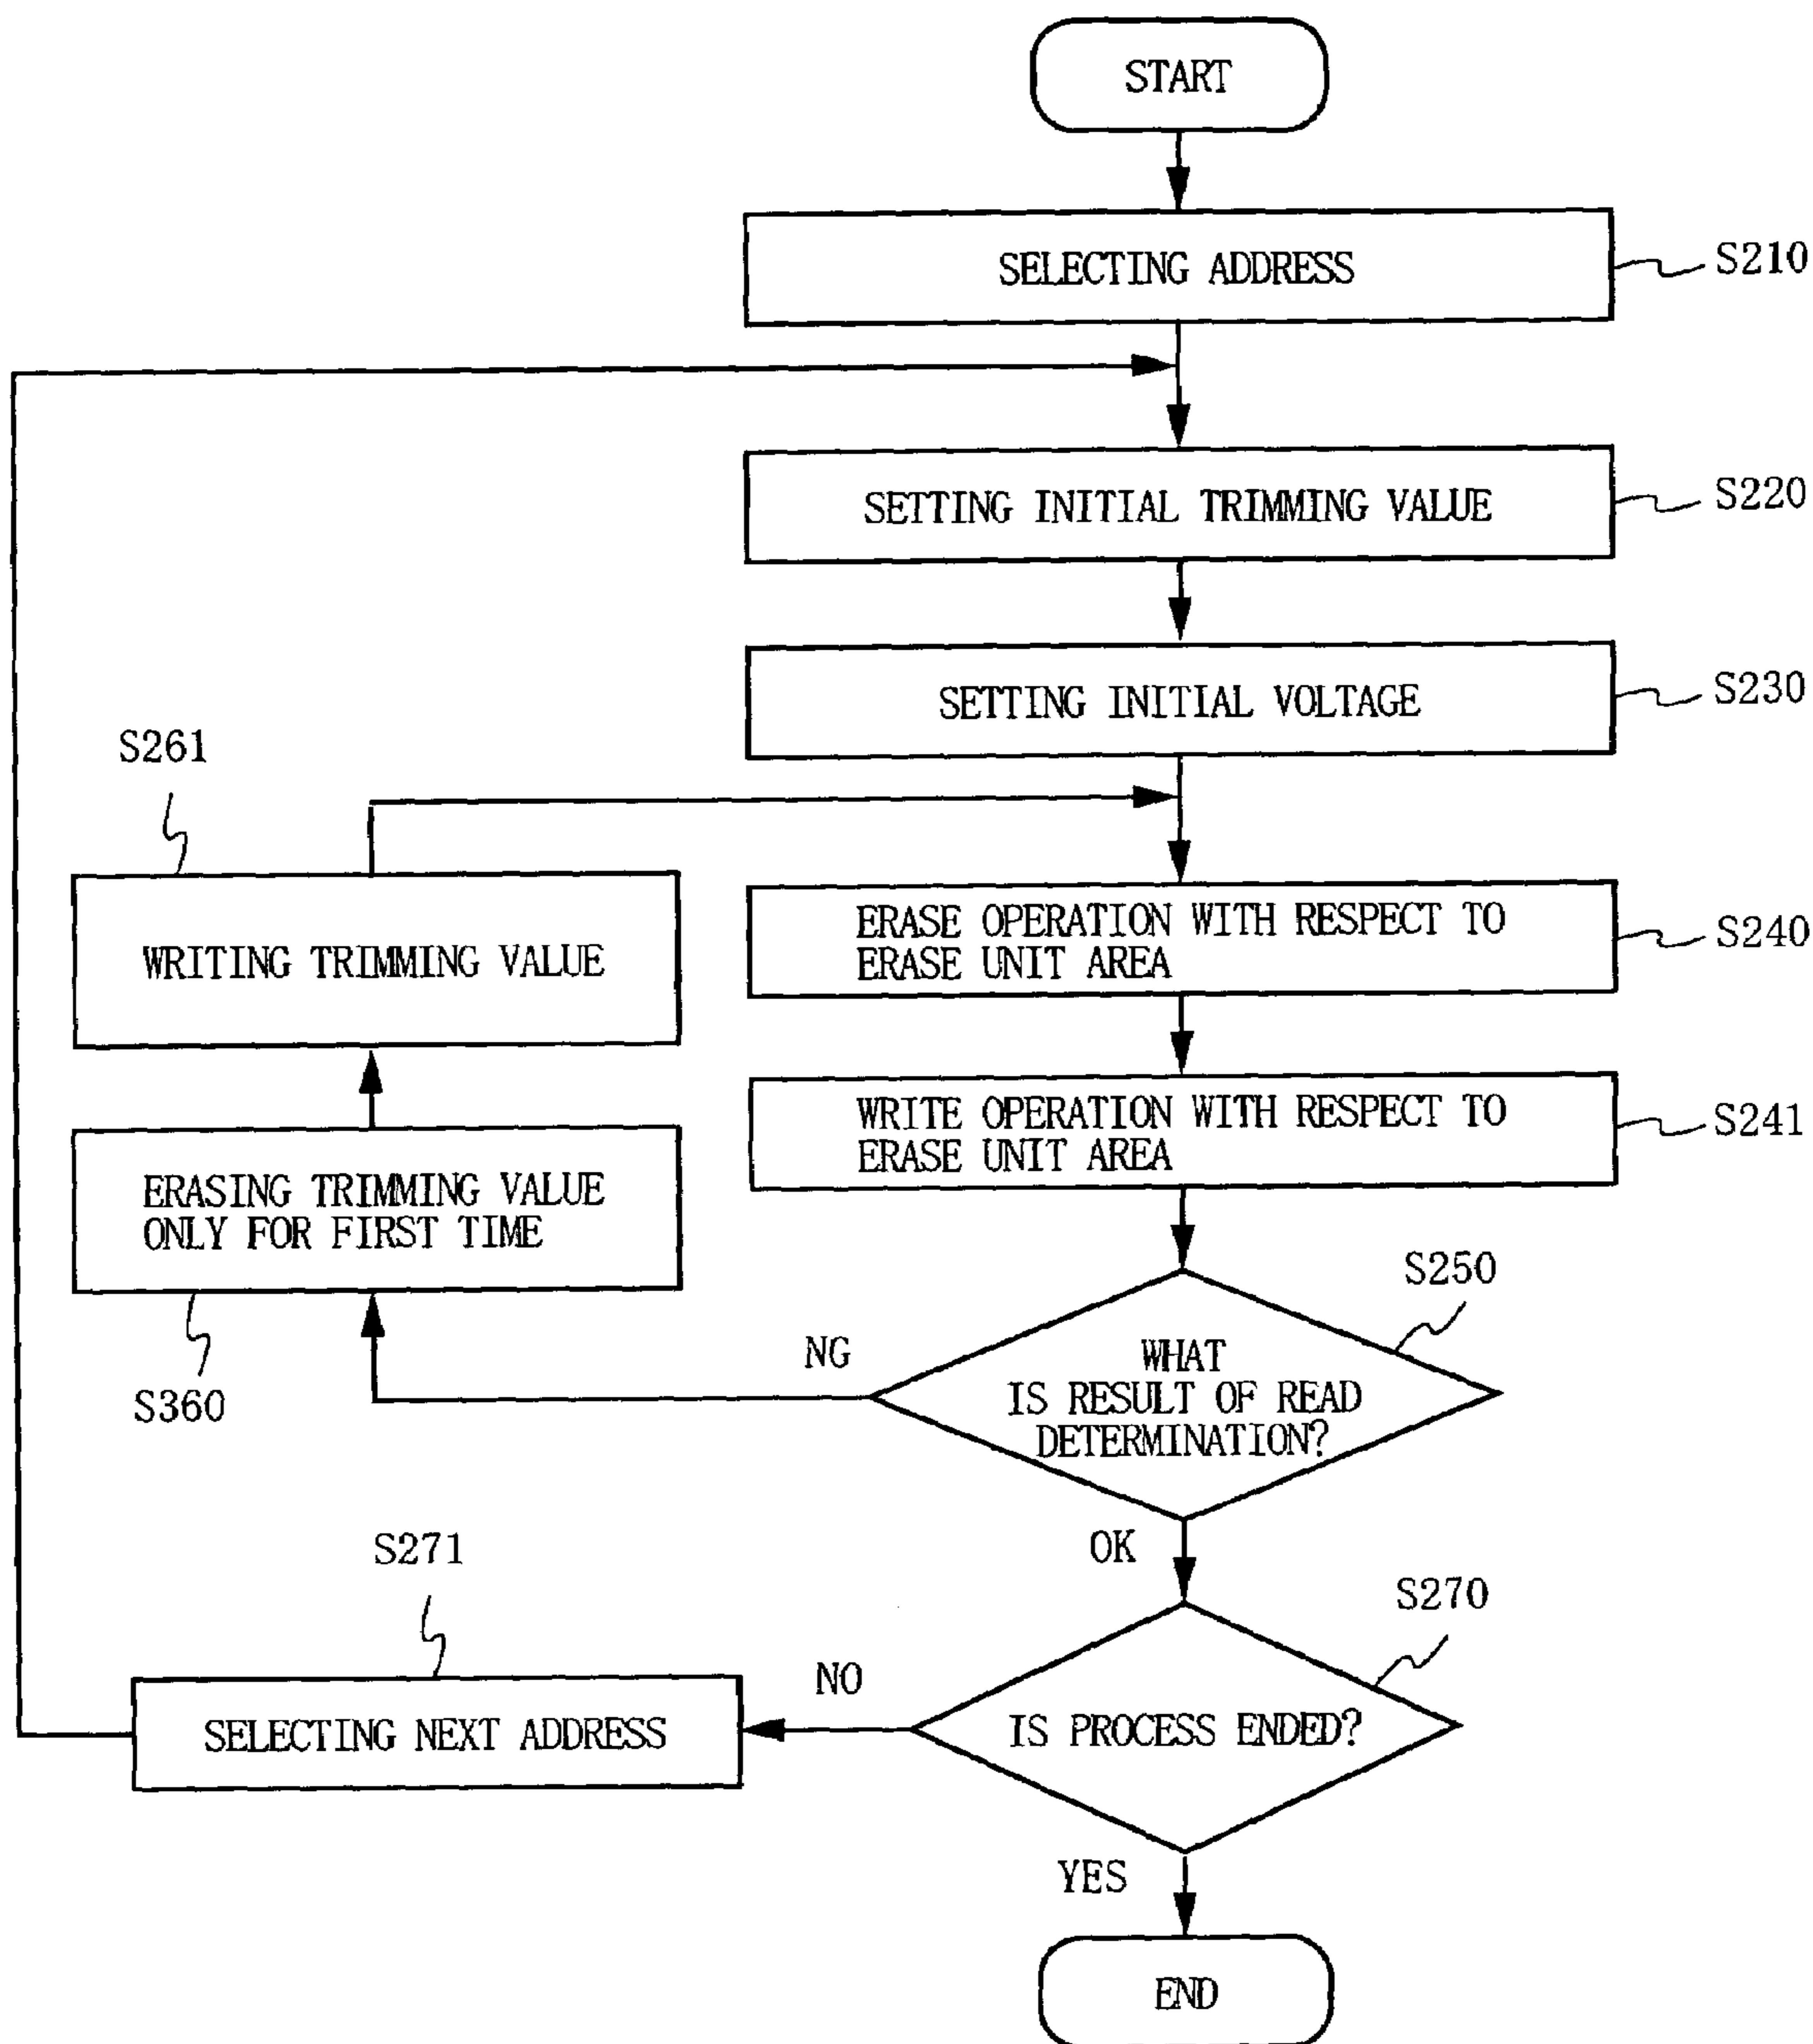 START
SELECTING ADDRESS
S210
SETTING INITIAL TRIMMING VALUE
S220
SETTING INITIAL VOLTAGE
S230
S261
WRITING TRIMMING VALUE
ERASE OPERATION WITH RESPECT TO
ERASE UNIT AREA
S240
WRITE OPERATION WITH RESPECT TO
ERASE UNIT AREA
S241
ERASING TRIMMING VALUE
ONLY FOR FIRST TIME
S360
S250
NG
WHAT
IS RESULT OF READ
DETERMINATION?
OK
S271
S270
NO
SELECTING NEXT ADDRESS
IS PROCESS ENDED?
YES
END